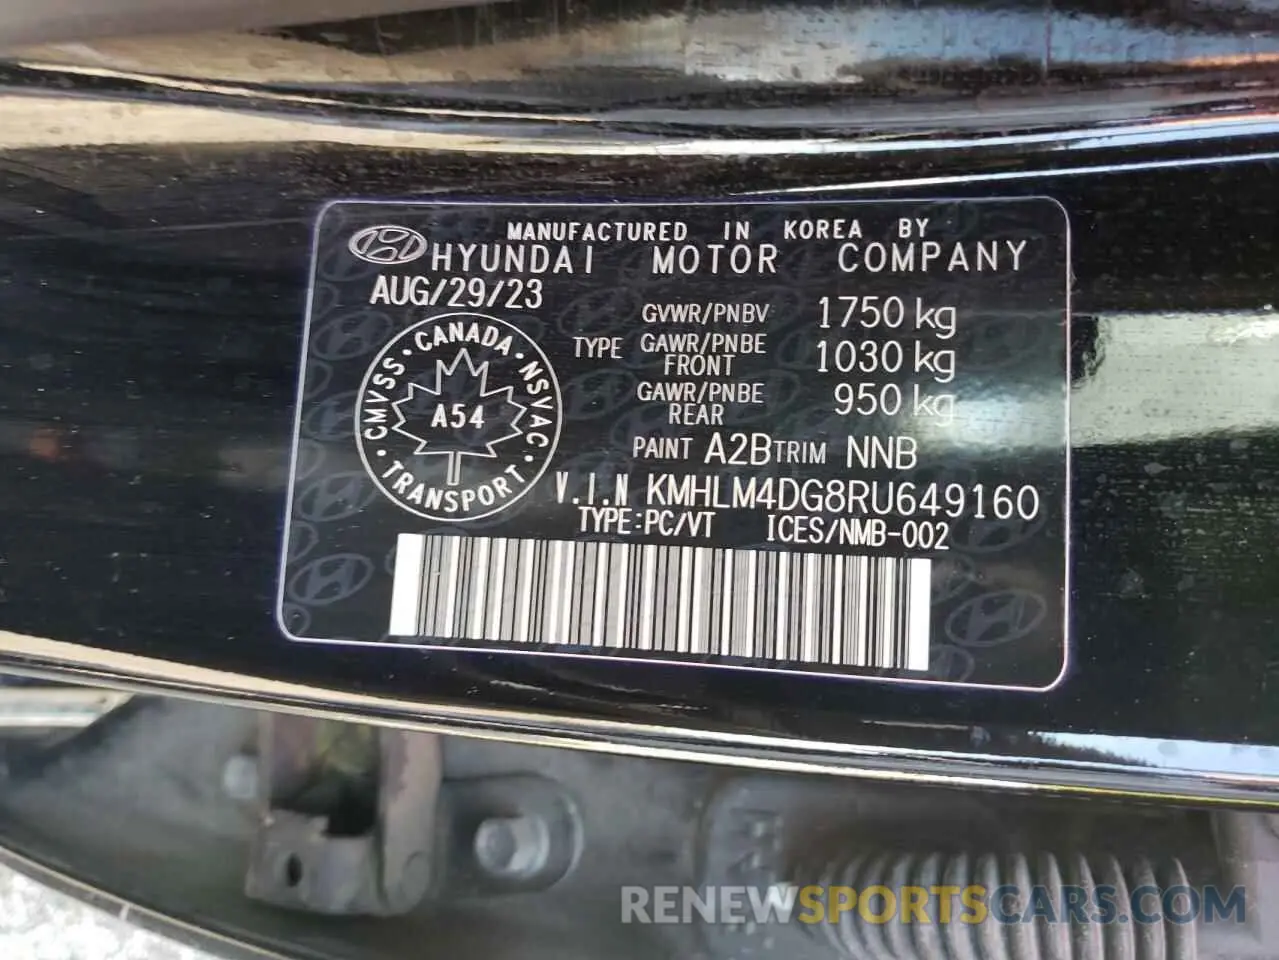 MANUFACTURED IN KOREA BY
HYUNDAI MOTOR COMPANY
AUG/29/23
GVWR/PNBV 1750 kg
TYPE GAWR/PNBE FRONT 1030 kg
GAWR/PNBE REAR 950 kg
CANADA · NSVAC · TRANSPORT · CMVSS ·
A54
PAINT A2B TRIM NNB
V.I.N KMHLM4DG8RU649160
TYPE:PC/VT ICES/NMB-002
RENEWSPORTSCARS.COM